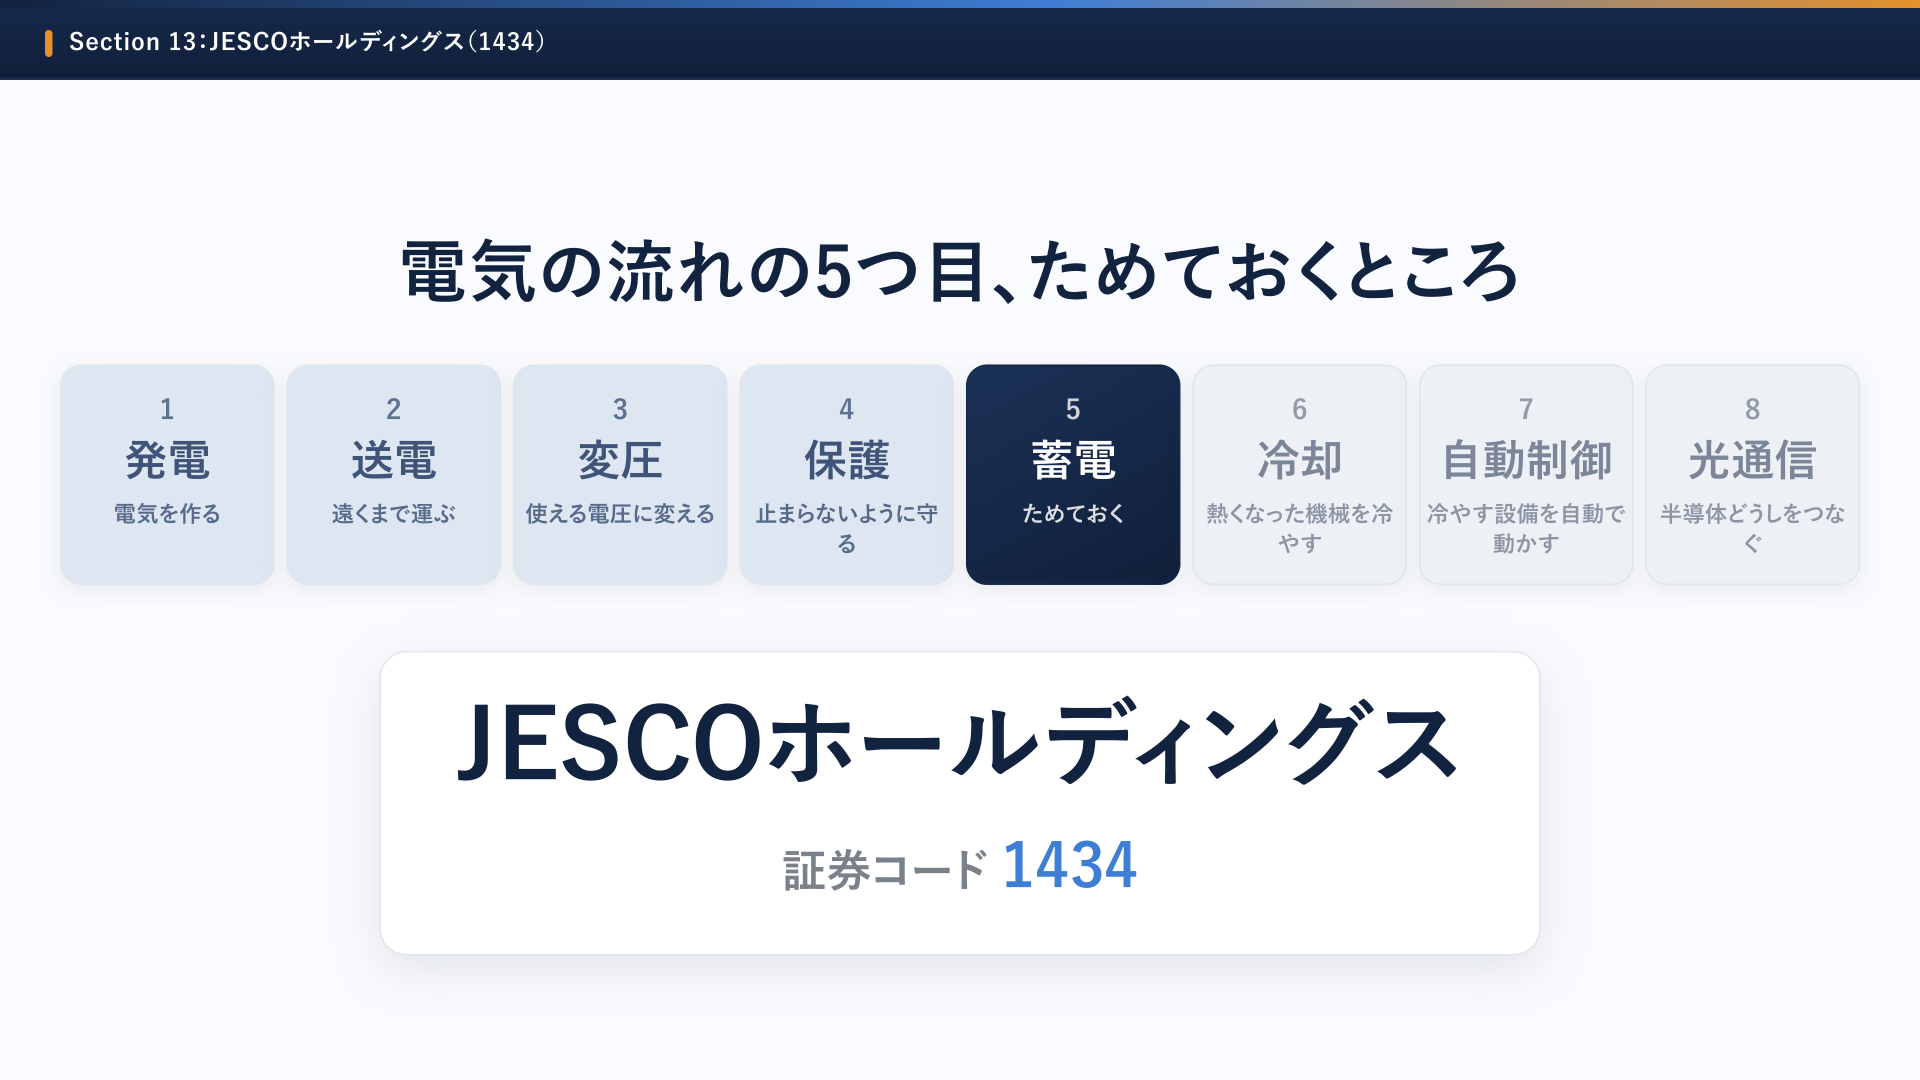 Section 13：JESCOホールディングス（1434）
電気の流れの5つ目、ためておくところ
1
発電
電気を作る
2
送電
遠くまで運ぶ
3
変圧
使える電圧に変える
4
保護
止まらないように守
る
5
蓄電
ためておく
6
冷却
熱くなった機械を冷
やす
7
自動制御
冷やす設備を自動で
動かす
8
光通信
半導体どうしをつな
ぐ
JESCOホールディングス
証券コード 1434